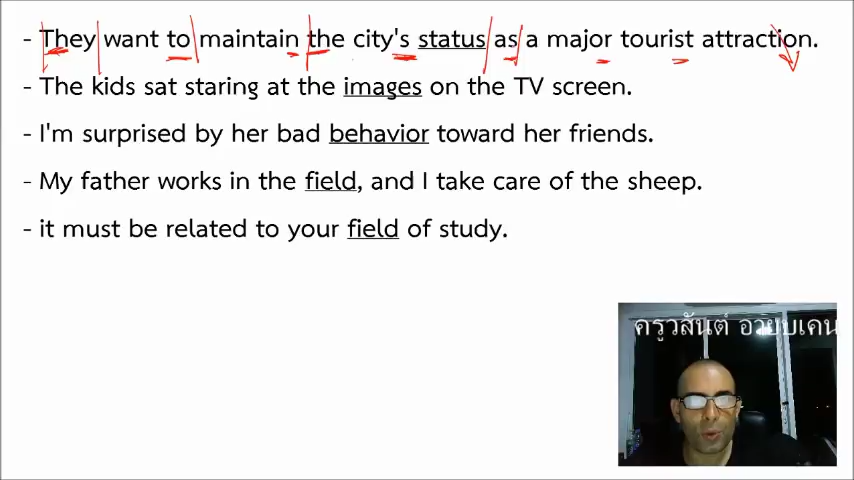 - They want to maintain the city's status as a major tourist attraction.
- The kids sat staring at the images on the TV screen.
- I'm surprised by her bad behavior toward her friends.
- My father works in the field, and I take care of the sheep.
- it must be related to your field of study.
ครูวสันต์